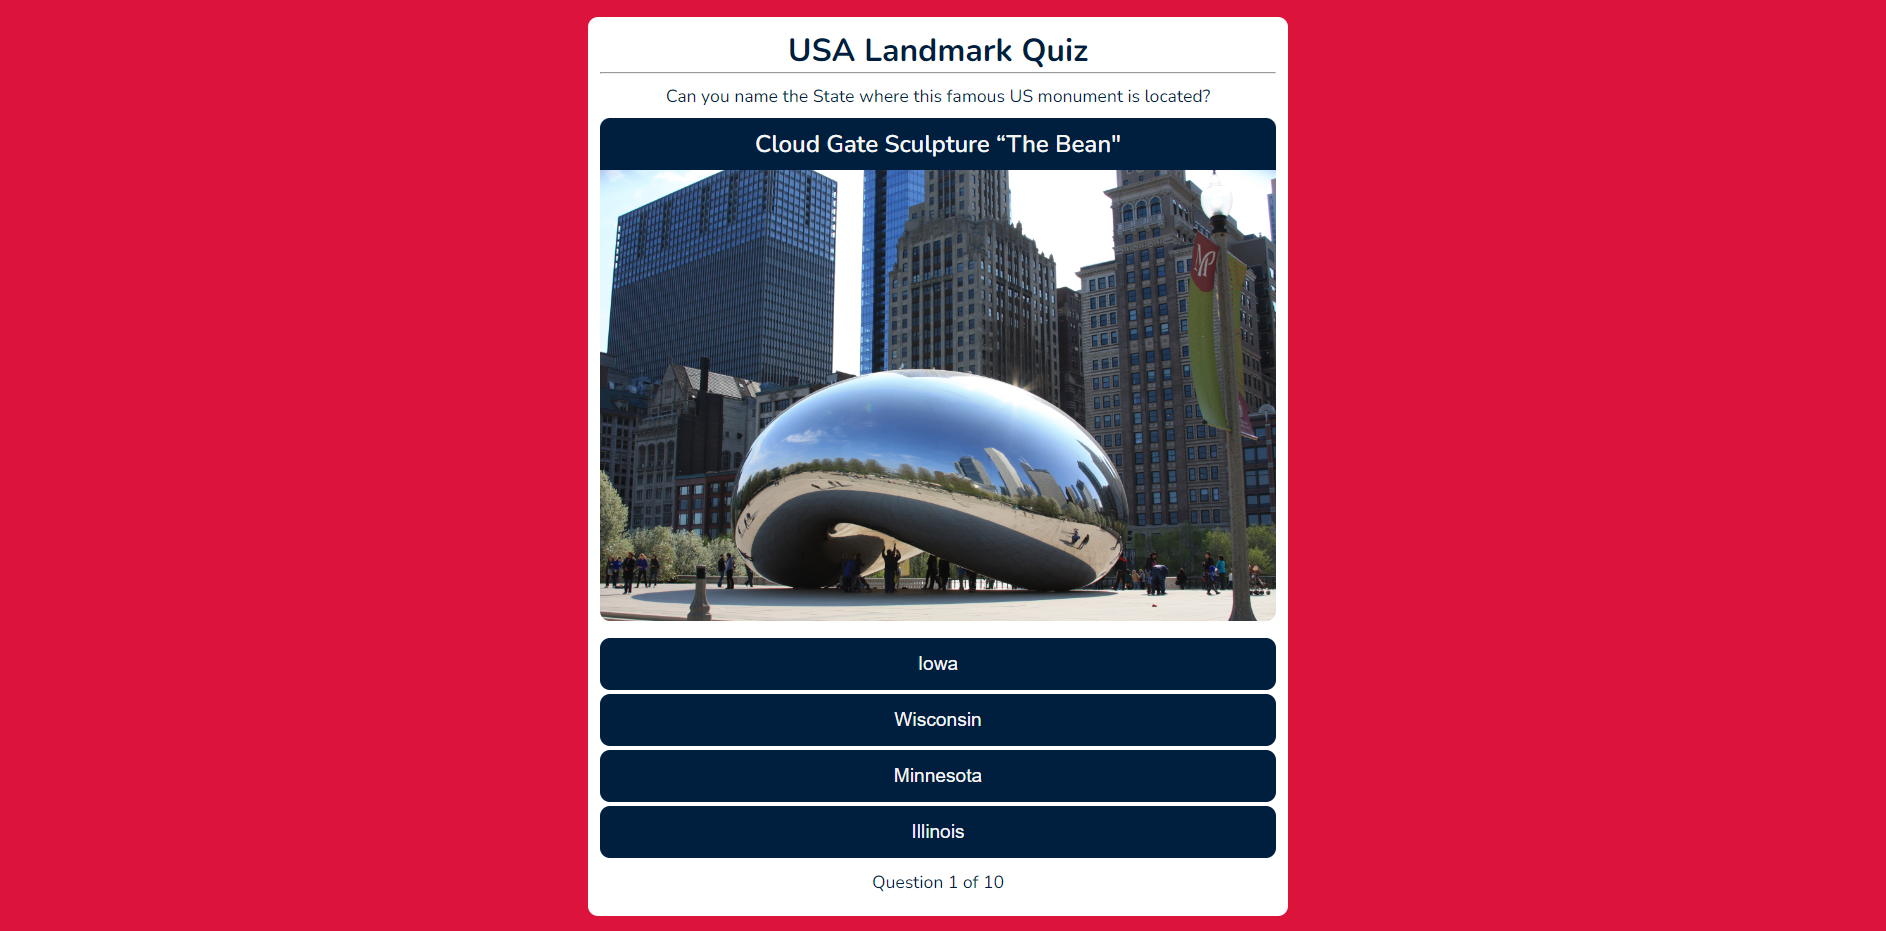 USA Landmark Quiz
Can you name the State where this famous US monument is located?
Cloud Gate Sculpture “The Bean"
MP
Iowa
Wisconsin
Minnesota
Illinois
Question 1 of 10